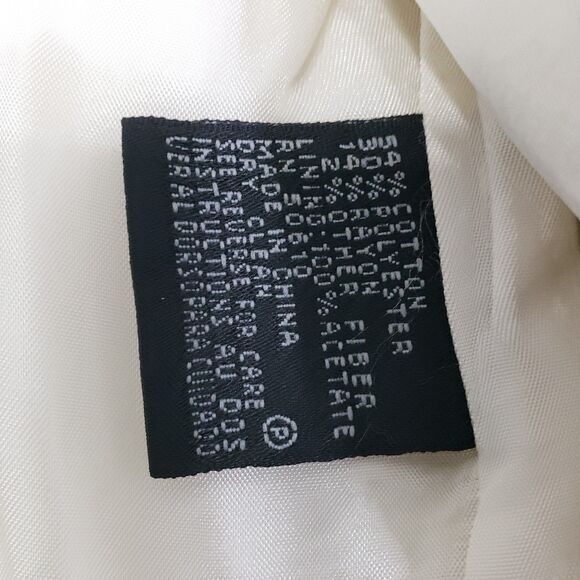 54% COTTON
30% POLYESTER
14% RAYON
2% OTHER FIBER
LINING:100% ACETATE
RN 50610
MADE IN CHINA
DRY CLEAN Ⓟ
SEE REVERSE FOR CARE
INSTRUCTIONS AU DOS
VER AL DORSO PARA CUIDADO